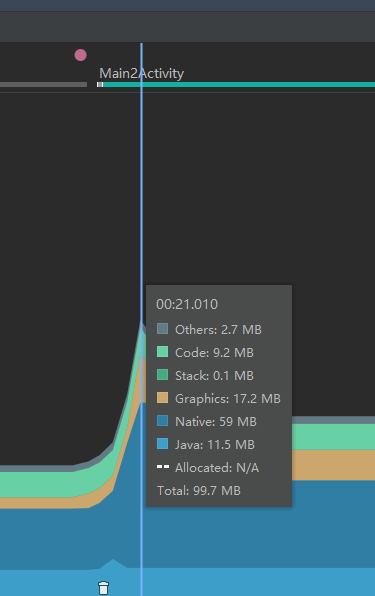 Main2Activity
00:21.010
Others: 2.7 MB
Code: 9.2 MB
Stack: 0.1 MB
Graphics: 17.2 MB
Native: 59 MB
Java: 11.5 MB
Allocated: N/A
Total: 99.7 MB